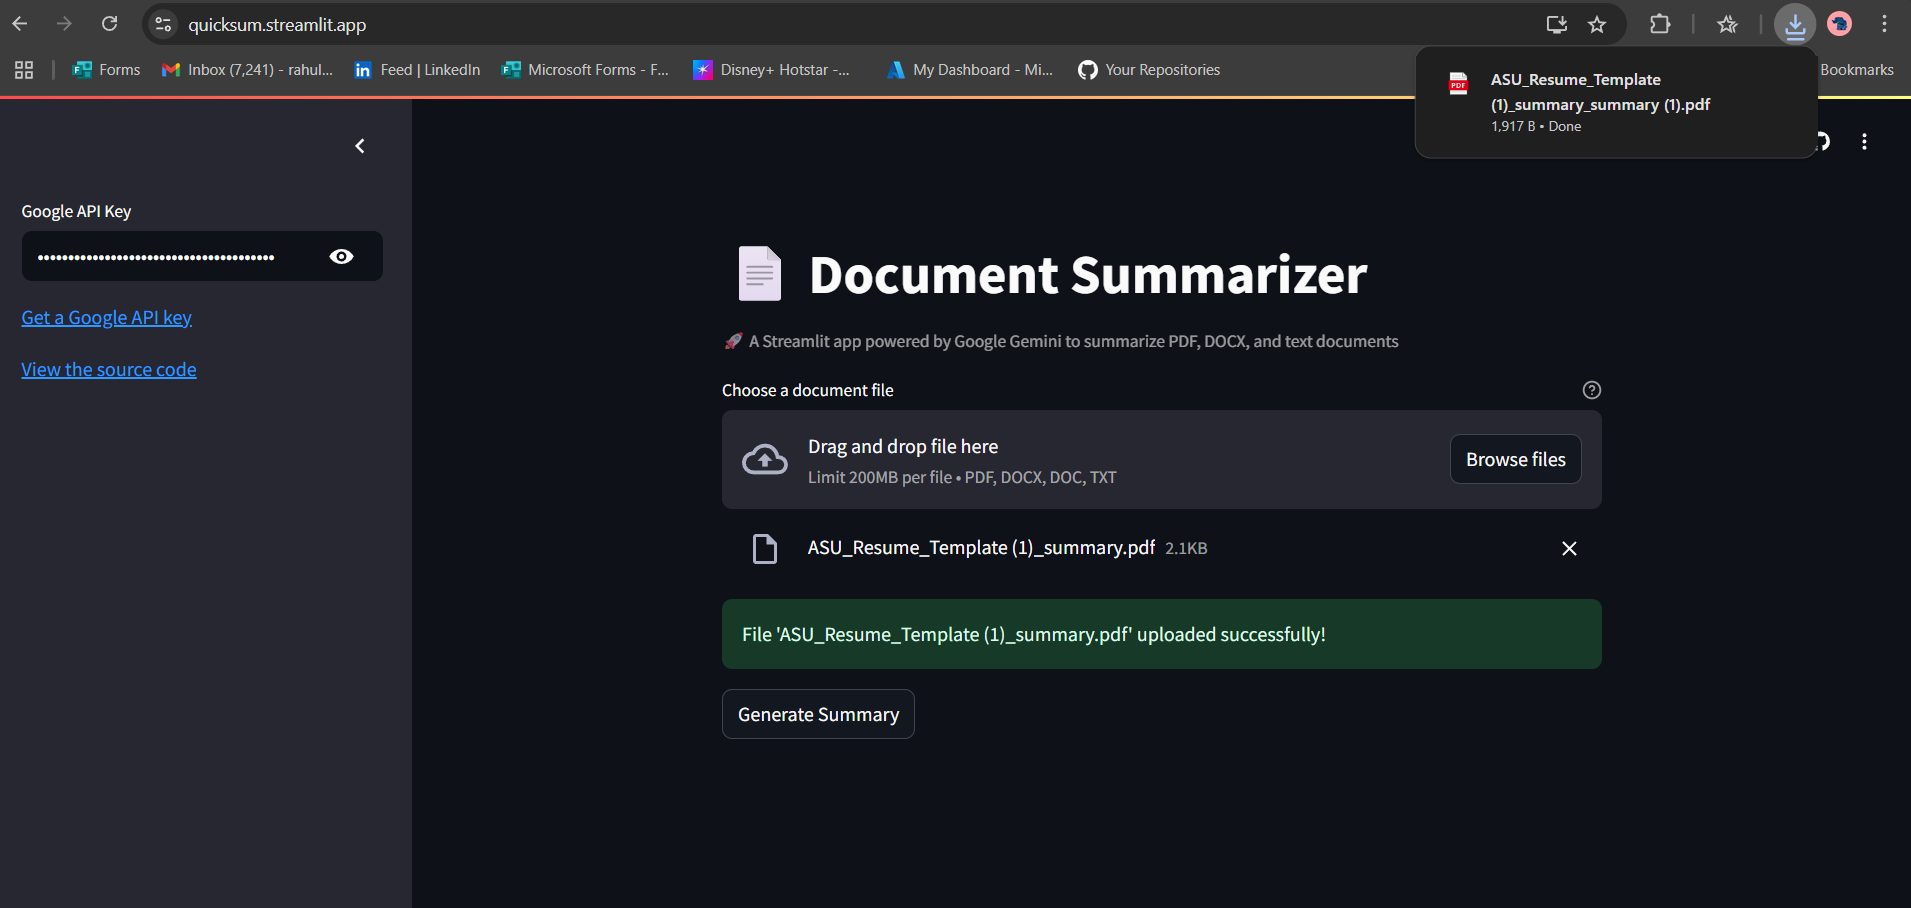 quicksum.streamlit.app
Forms
Inbox (7,241) - rahul...
Feed | LinkedIn
Microsoft Forms - F...
Disney+ Hotstar -...
My Dashboard - Mi...
Your Repositories
Bookmarks
PDF
ASU_Resume_Template
(1)_summary_summary (1).pdf
1,917 B • Done
Google API Key
Get a Google API key
View the source code
Document Summarizer
A Streamlit app powered by Google Gemini to summarize PDF, DOCX, and text documents
Choose a document file
Drag and drop file here
Limit 200MB per file • PDF, DOCX, DOC, TXT
Browse files
ASU_Resume_Template (1)_summary.pdf 2.1KB
File 'ASU_Resume_Template (1)_summary.pdf' uploaded successfully!
Generate Summary